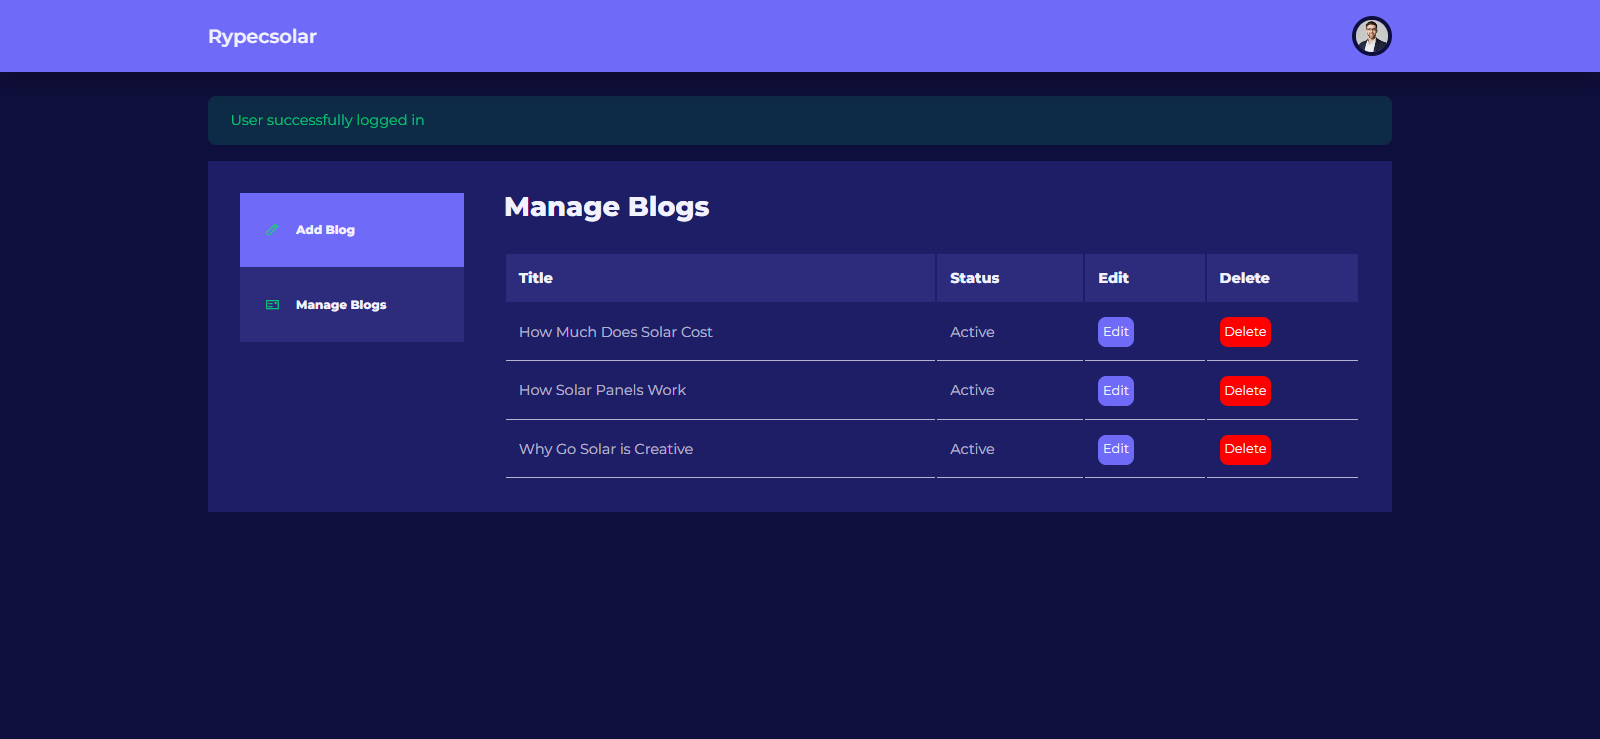 Rypecsolar
User successfully logged in
Add Blog
Manage Blogs
Manage Blogs
Title Status Edit Delete
How Much Does Solar Cost Active Edit Delete
How Solar Panels Work Active Edit Delete
Why Go Solar is Creative Active Edit Delete